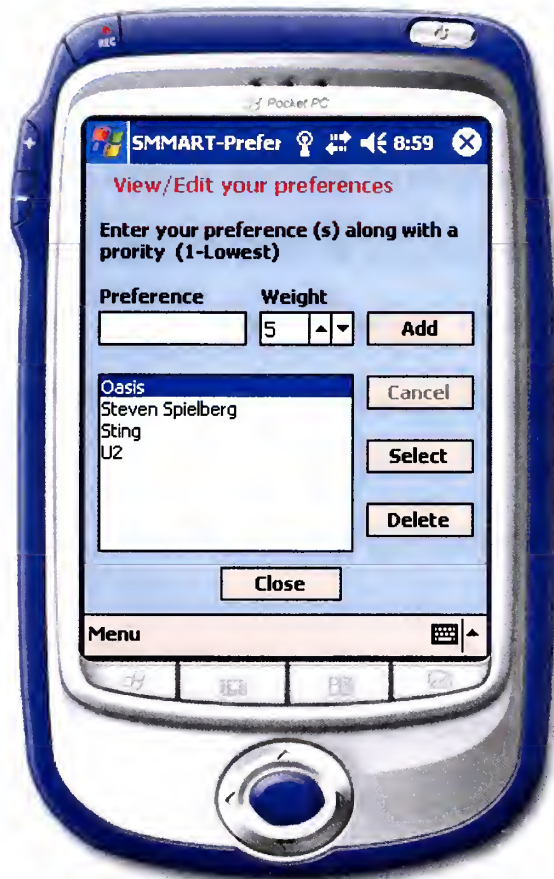 REC
Pocket PC
SMMART-Prefer 8:59
View/Edit your preferences
Enter your preference (s) along with a
prority (1-Lowest)
Preference Weight
5 Add
Oasis
Steven Spielberg
Sting
U2
Cancel
Select
Delete
Close
Menu